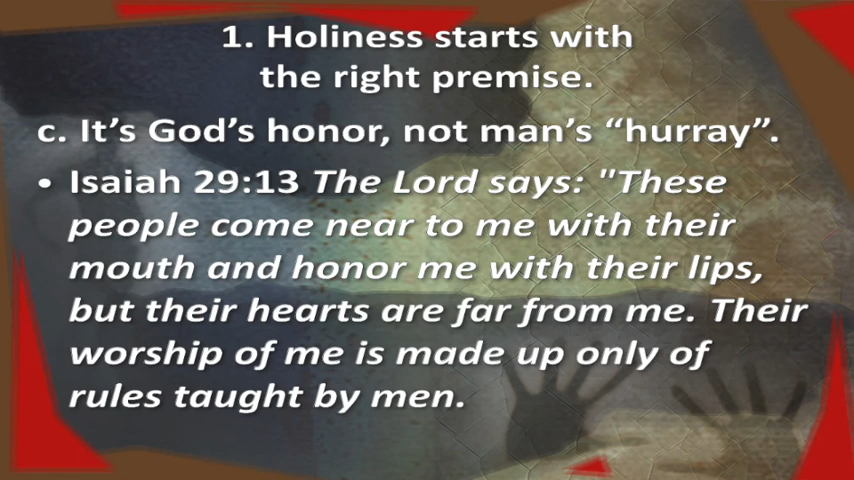 1. Holiness starts with
the right premise.
c. It’s God’s honor, not man’s “hurray”.
• Isaiah 29:13 The Lord says: "These
people come near to me with their
mouth and honor me with their lips,
but their hearts are far from me. Their
worship of me is made up only of
rules taught by men.